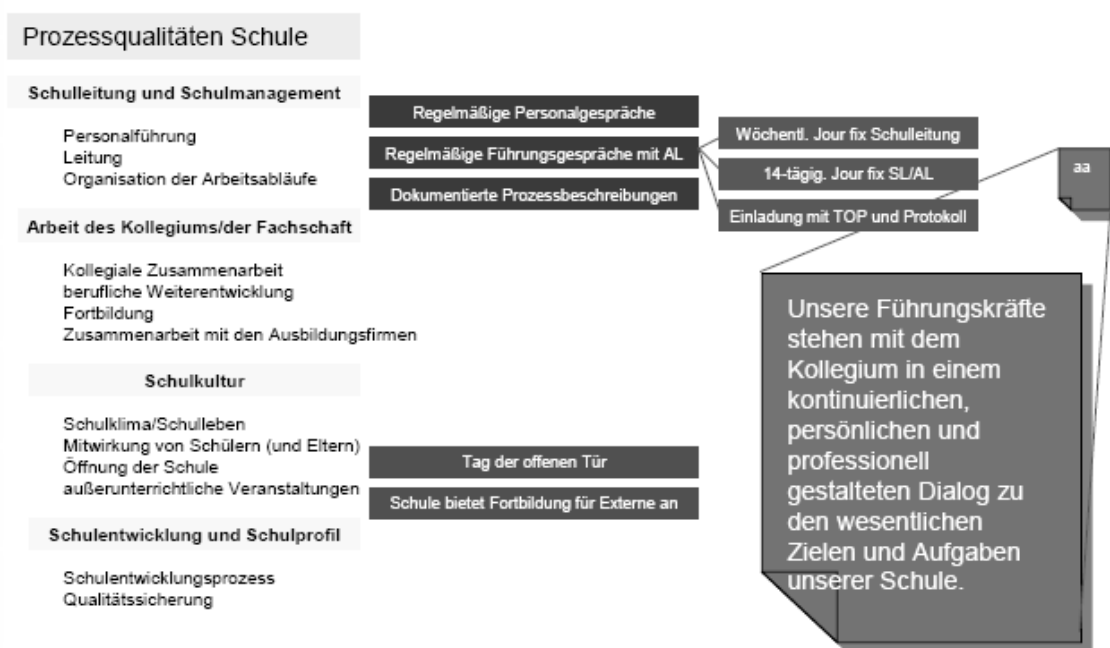 Prozessqualitäten Schule
Schulleitung und Schulmanagement
Personalführung
Leitung
Organisation der Arbeitsabläufe
Regelmäßige Personalgespräche
Regelmäßige Führungsgespräche mit AL
Dokumentierte Prozessbeschreibungen
Wöchentl. Jour fix Schulleitung
14-tägig. Jour fix SL/AL
Einladung mit TOP und Protokoll
aa
Arbeit des Kollegiums/der Fachschaft
Kollegiale Zusammenarbeit
berufliche Weiterentwicklung
Fortbildung
Zusammenarbeit mit den Ausbildungsfirmen
Schulkultur
Schulklima/Schulleben
Mitwirkung von Schülern (und Eltern)
Öffnung der Schule
außerunterrichtliche Veranstaltungen
Tag der offenen Tür
Schule bietet Fortbildung für Externe an
Schulentwicklung und Schulprofil
Schulentwicklungsprozess
Qualitätssicherung
Unsere Führungskräfte
stehen mit dem
Kollegium in einem
kontinuierlichen,
persönlichen und
professionell
gestalteten Dialog zu
den wesentlichen
Zielen und Aufgaben
unserer Schule.